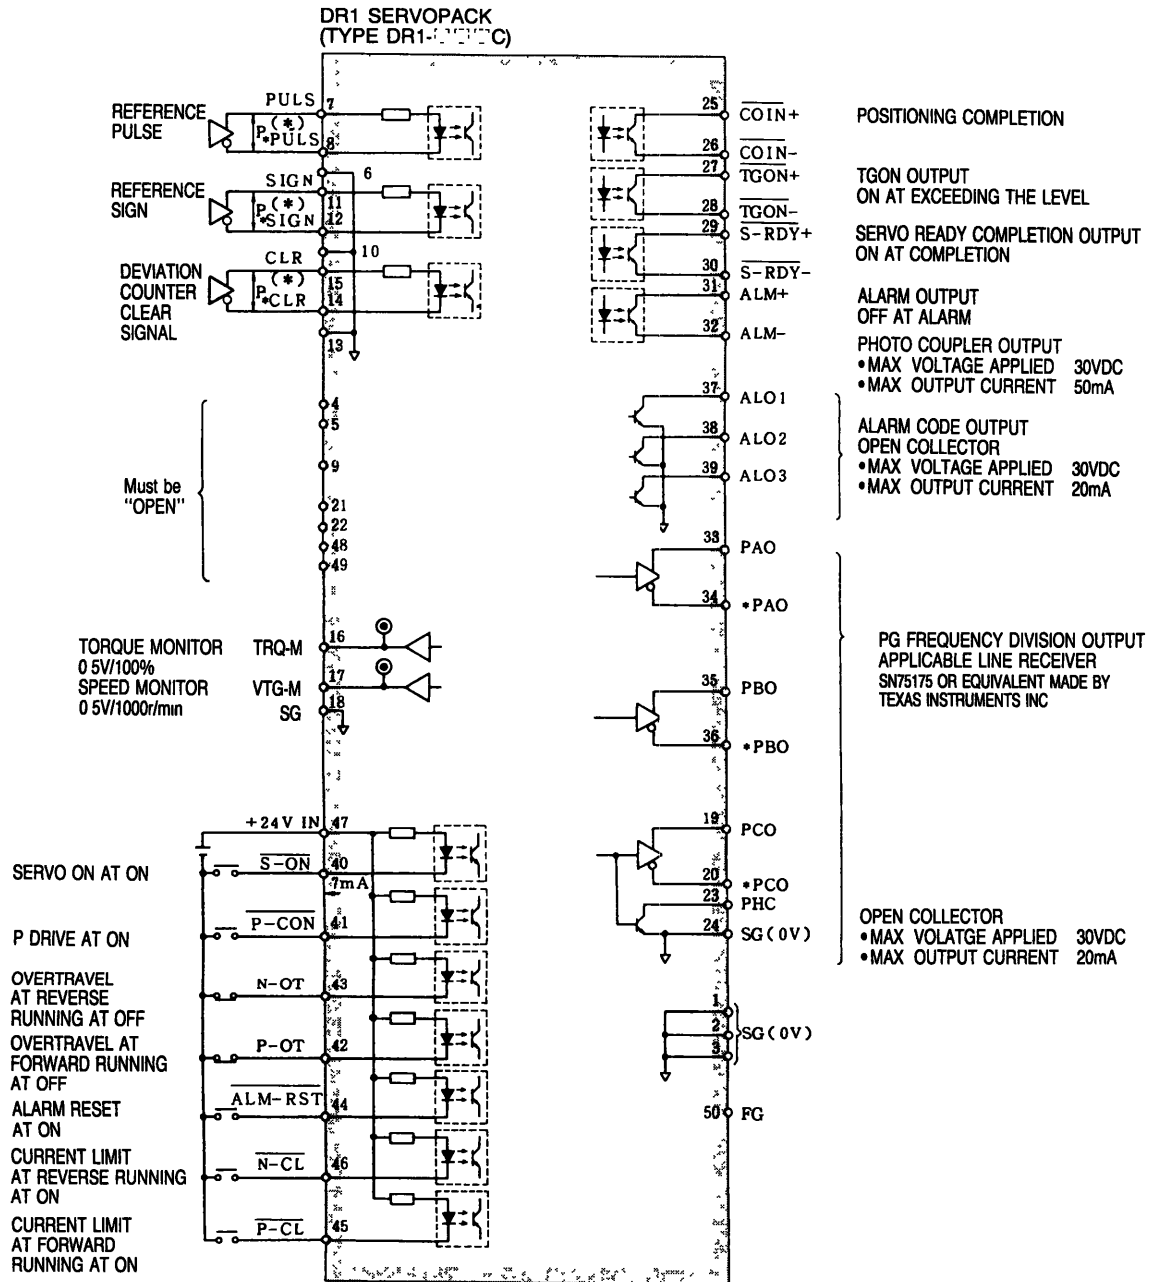 DR1 SERVOPACK
(TYPE DR1-□□□C)
REFERENCE
PULSE
PULS 7
P (*)
*PULS 8
6
REFERENCE
SIGN
SIGN 11
P (*)
*SIGN 12
10
DEVIATION
COUNTER
CLEAR
SIGNAL
CLR 15
P (*)
*CLR 14
13
4
5
9
Must be
"OPEN"
21
22
48
49
TORQUE MONITOR
0 5V/100%
TRQ-M 16
SPEED MONITOR
0 5V/1000r/min
VTG-M 17
SG 18
+24V IN 47
SERVO ON AT ON
S-ON 40
7mA
P DRIVE AT ON
P-CON 41
OVERTRAVEL
AT REVERSE
RUNNING AT OFF
N-OT 43
OVERTRAVEL AT
FORWARD RUNNING
AT OFF
P-OT 42
ALARM RESET
AT ON
ALM-RST 44
CURRENT LIMIT
AT REVERSE RUNNING
AT ON
N-CL 46
CURRENT LIMIT
AT FORWARD
RUNNING AT ON
P-CL 45
25 COIN+
26 COIN-
POSITIONING COMPLETION
27 TGON+
28 TGON-
TGON OUTPUT
ON AT EXCEEDING THE LEVEL
29 S-RDY+
30 S-RDY-
SERVO READY COMPLETION OUTPUT
ON AT COMPLETION
31 ALM+
32 ALM-
ALARM OUTPUT
OFF AT ALARM
PHOTO COUPLER OUTPUT
•MAX VOLTAGE APPLIED 30VDC
•MAX OUTPUT CURRENT 50mA
37 ALO1
38 ALO2
39 ALO3
ALARM CODE OUTPUT
OPEN COLLECTOR
•MAX VOLTAGE APPLIED 30VDC
•MAX OUTPUT CURRENT 20mA
33 PAO
34 *PAO
35 PBO
36 *PBO
PG FREQUENCY DIVISION OUTPUT
APPLICABLE LINE RECEIVER
SN75175 OR EQUIVALENT MADE BY
TEXAS INSTRUMENTS INC
19 PCO
20 *PCO
23 PHC
24 SG(0V)
OPEN COLLECTOR
•MAX VOLATGE APPLIED 30VDC
•MAX OUTPUT CURRENT 20mA
1
2
3
SG(0V)
50 FG